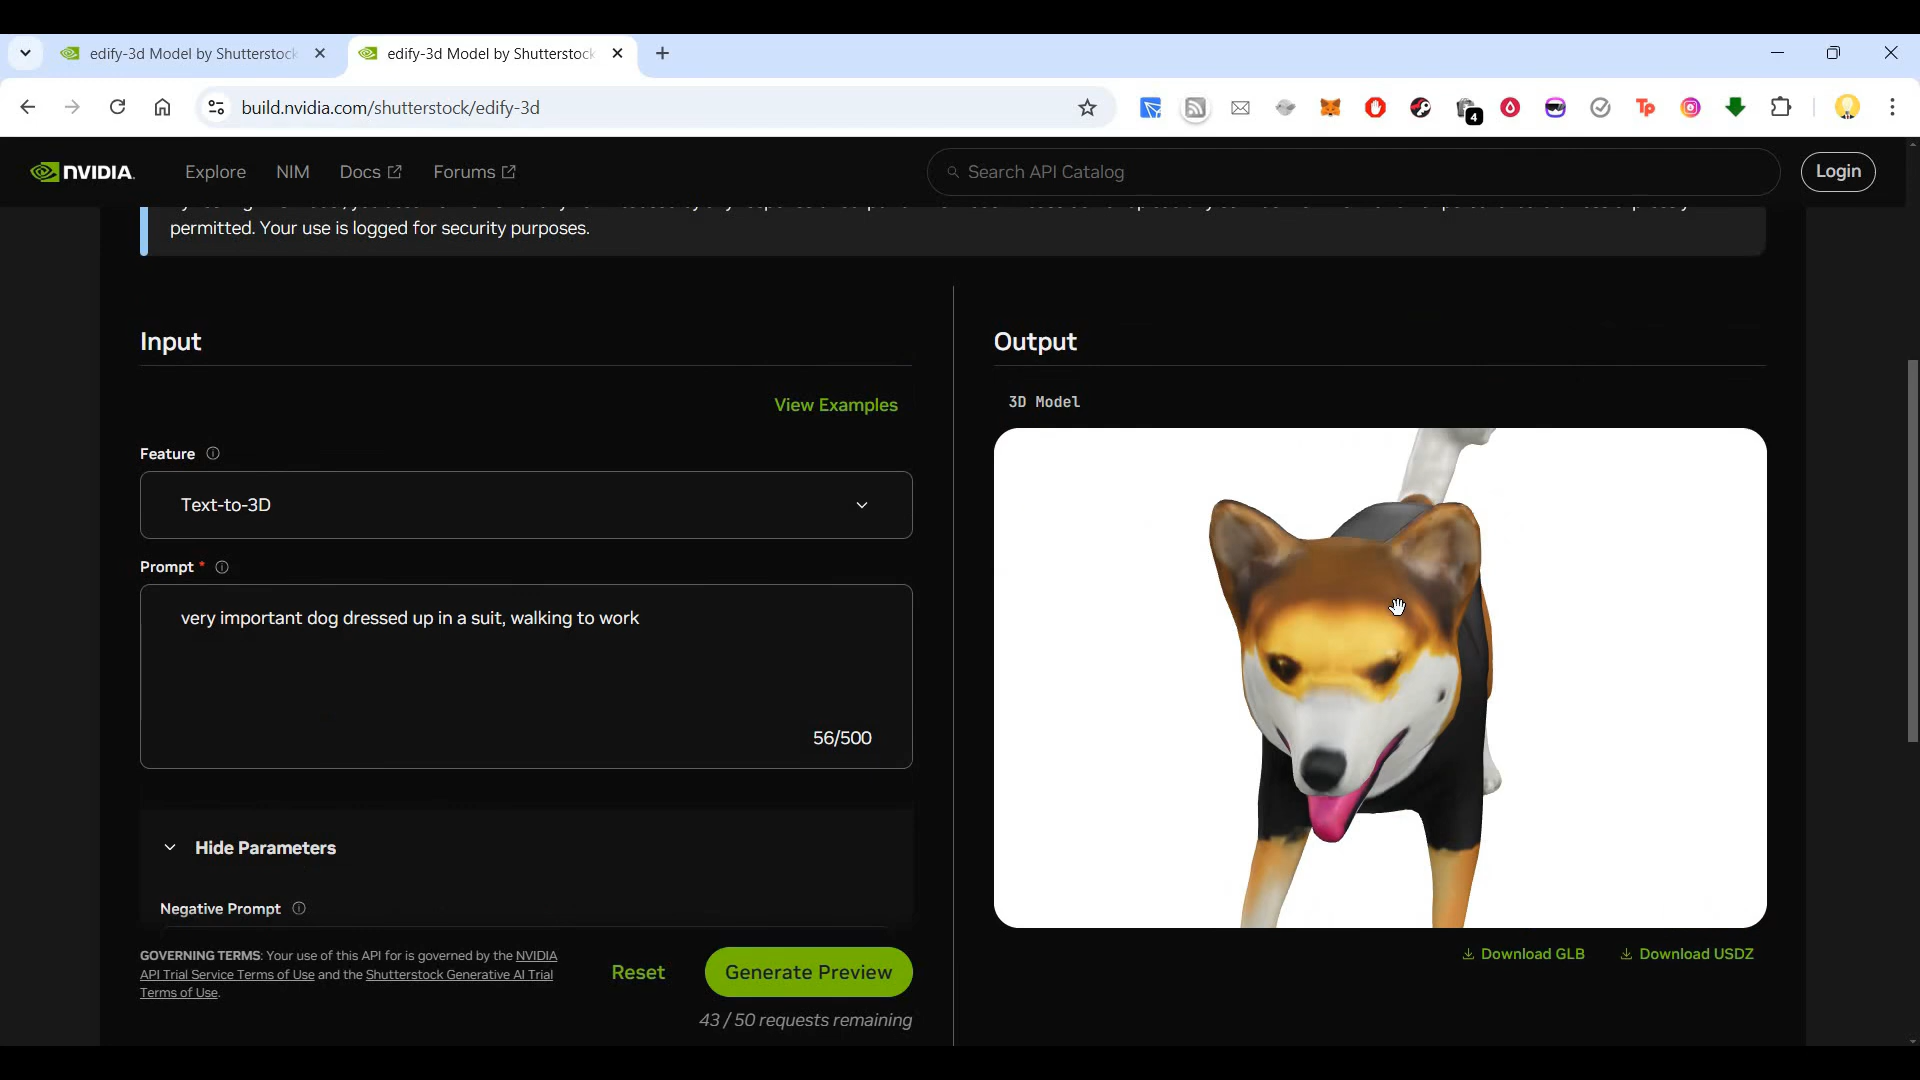 edify-3d Model by Shutterstock
edify-3d Model by Shutterstock
build.nvidia.com/shutterstock/edify-3d
4
TP
NVIDIA
Explore
NIM
Docs
Forums
Search API Catalog
Login
permitted. Your use is logged for security purposes.
Input
View Examples
Feature
Text-to-3D
Prompt *
very important dog dressed up in a suit, walking to work
56/500
Hide Parameters
Negative Prompt
GOVERNING TERMS: Your use of this API for is governed by the NVIDIA
API Trial Service Terms of Use and the Shutterstock Generative AI Trial
Terms of Use.
Reset
Generate Preview
43 / 50 requests remaining
Output
3D Model
Download GLB
Download USDZ